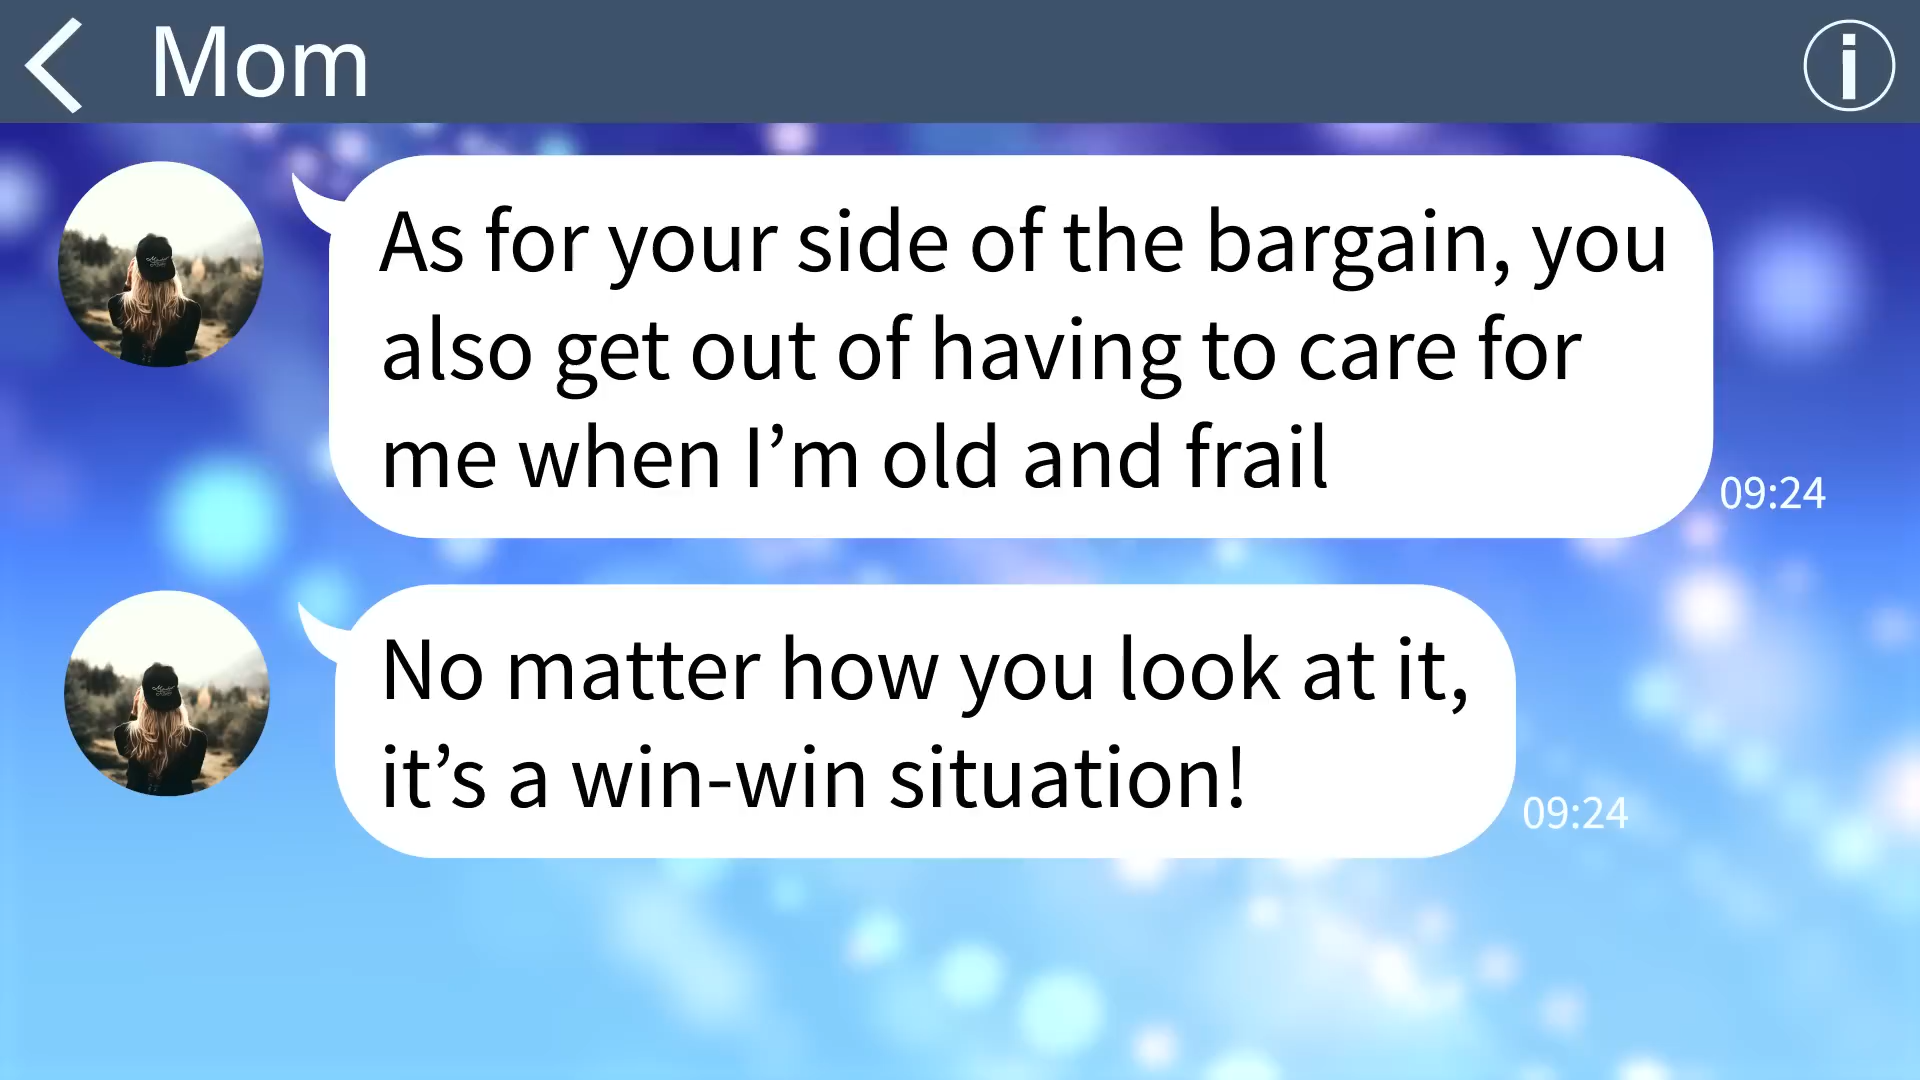 Mom
As for your side of the bargain, you
also get out of having to care for
me when I’m old and frail
09:24
No matter how you look at it,
it’s a win-win situation!
09:24